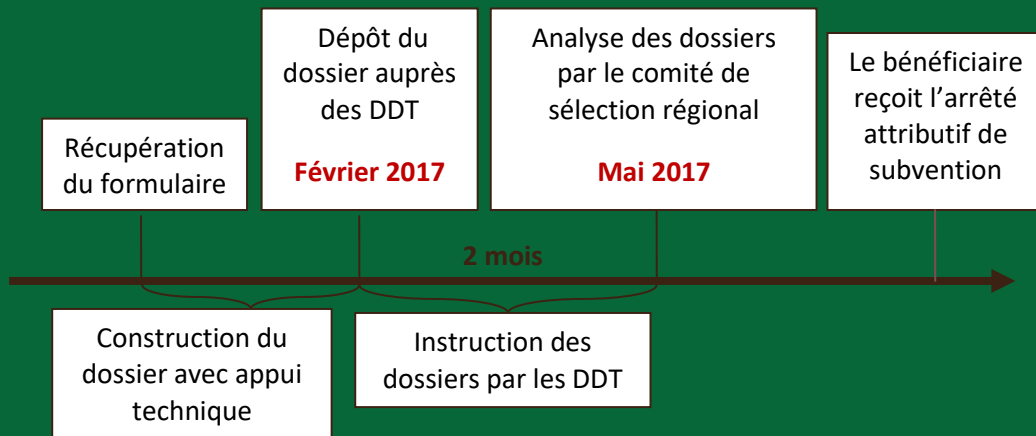 Récupération
du formulaire
Dépôt du
dossier auprès
des DDT
Février 2017
Analyse des dossiers
par le comité de
sélection régional
Mai 2017
Le bénéficiaire
reçoit l’arrêté
attributif de
subvention
2 mois
Construction du
dossier avec appui
technique
Instruction des
dossiers par les DDT